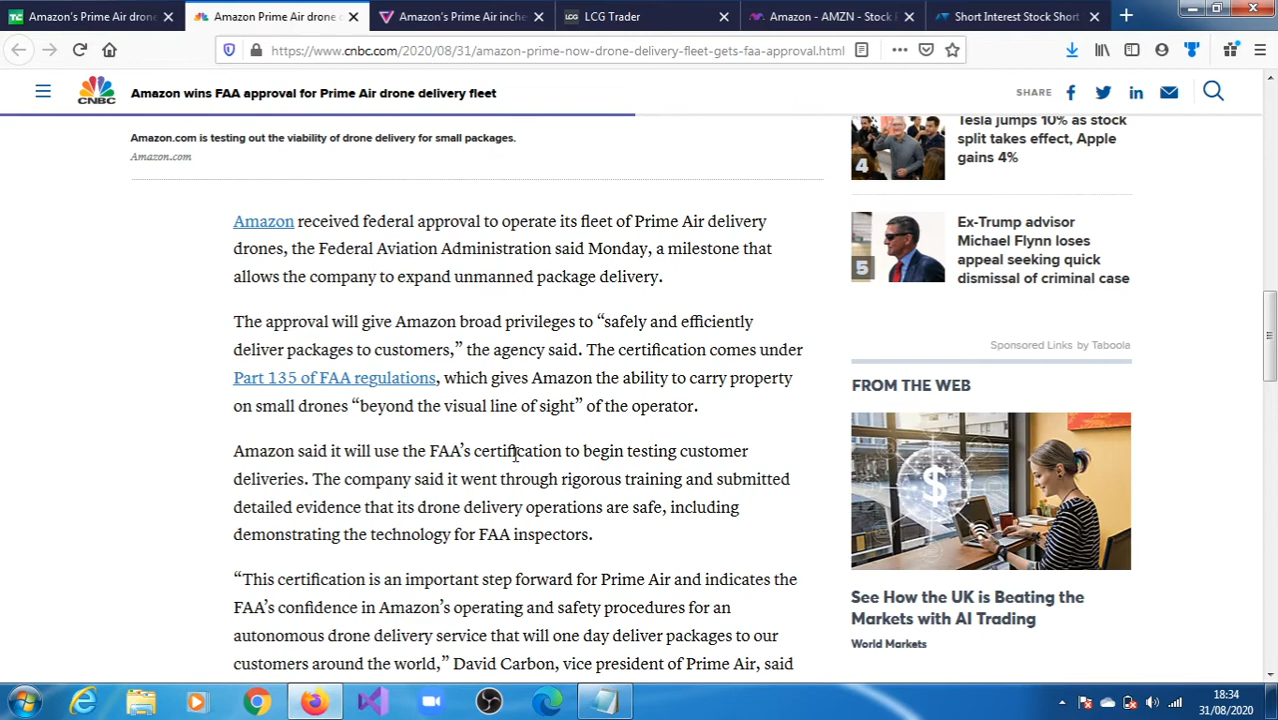 Amazon's Prime Air dron
Amazon Prime Air drone
Amazon's Prime Air inche
LCG
LCG Trader
Amazon - AMZN - Stock
Short Interest Stock Short
https://www.cnbc.com/2020/08/31/amazon-prime-now-drone-delivery-fleet-gets-faa-approval.html
CNBC
Amazon wins FAA approval for Prime Air drone delivery fleet
SHARE
Amazon.com is testing out the viability of drone delivery for small packages.
Amazon.com
Amazon received federal approval to operate its fleet of Prime Air delivery
drones, the Federal Aviation Administration said Monday, a milestone that
allows the company to expand unmanned package delivery.
The approval will give Amazon broad privileges to “safely and efficiently
deliver packages to customers,” the agency said. The certification comes under
Part 135 of FAA regulations, which gives Amazon the ability to carry property
on small drones “beyond the visual line of sight” of the operator.
Amazon said it will use the FAA’s certification to begin testing customer
deliveries. The company said it went through rigorous training and submitted
detailed evidence that its drone delivery operations are safe, including
demonstrating the technology for FAA inspectors.
“This certification is an important step forward for Prime Air and indicates the
FAA’s confidence in Amazon’s operating and safety procedures for an
autonomous drone delivery service that will one day deliver packages to our
customers around the world,” David Carbon, vice president of Prime Air, said
4
Tesla jumps 10% as stock
split takes effect, Apple
gains 4%
5
Ex-Trump advisor
Michael Flynn loses
appeal seeking quick
dismissal of criminal case
Sponsored Links by Taboola
FROM THE WEB
$
See How the UK is Beating the
Markets with AI Trading
World Markets
18:34
31/08/2020